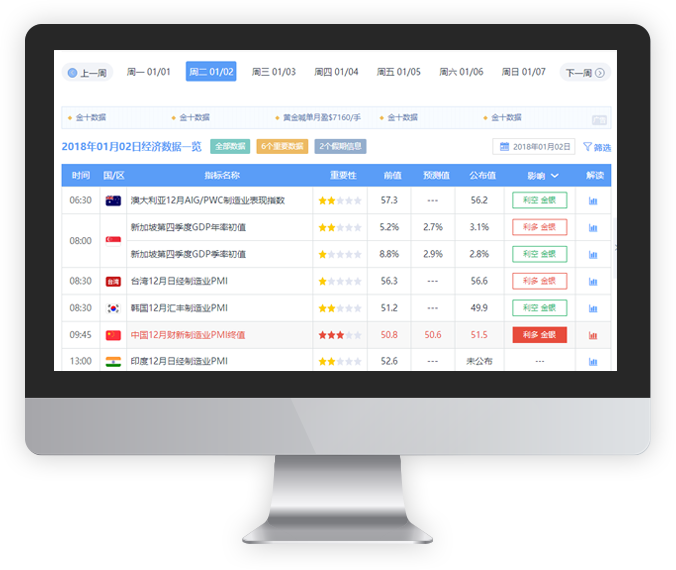 上一周 周一 01/01 周二 01/02 周三 01/03 周四 01/04 周五 01/05 周六 01/06 周日 01/07 下一周
金十数据 金十数据 黄金喊单月盈$7160/手 金十数据 金十数据
2018年01月02日经济数据一览 全部数据 6个重要数据 2个假期信息 2018年01月02日 筛选
时间 国/区 指标名称 重要性 前值 预测值 公布值 影响 解读
06:30 澳大利亚12月AIG/PWC制造业表现指数 57.3 --- 56.2 利空 金银
08:00 新加坡第四季度GDP年率初值 5.2% 2.7% 3.1% 利多 金银
新加坡第四季度GDP季率初值 8.8% 2.9% 2.8% 利空 金银
08:30 台湾 台湾12月日经制造业PMI 56.3 --- 56.6 利多 金银
08:30 韩国12月汇丰制造业PMI 51.2 --- 49.9 利空 金银
09:45 中国12月财新制造业PMI终值 50.8 50.6 51.5 利多 金银
13:00 印度12月日经制造业PMI 52.6 --- 未公布 ---